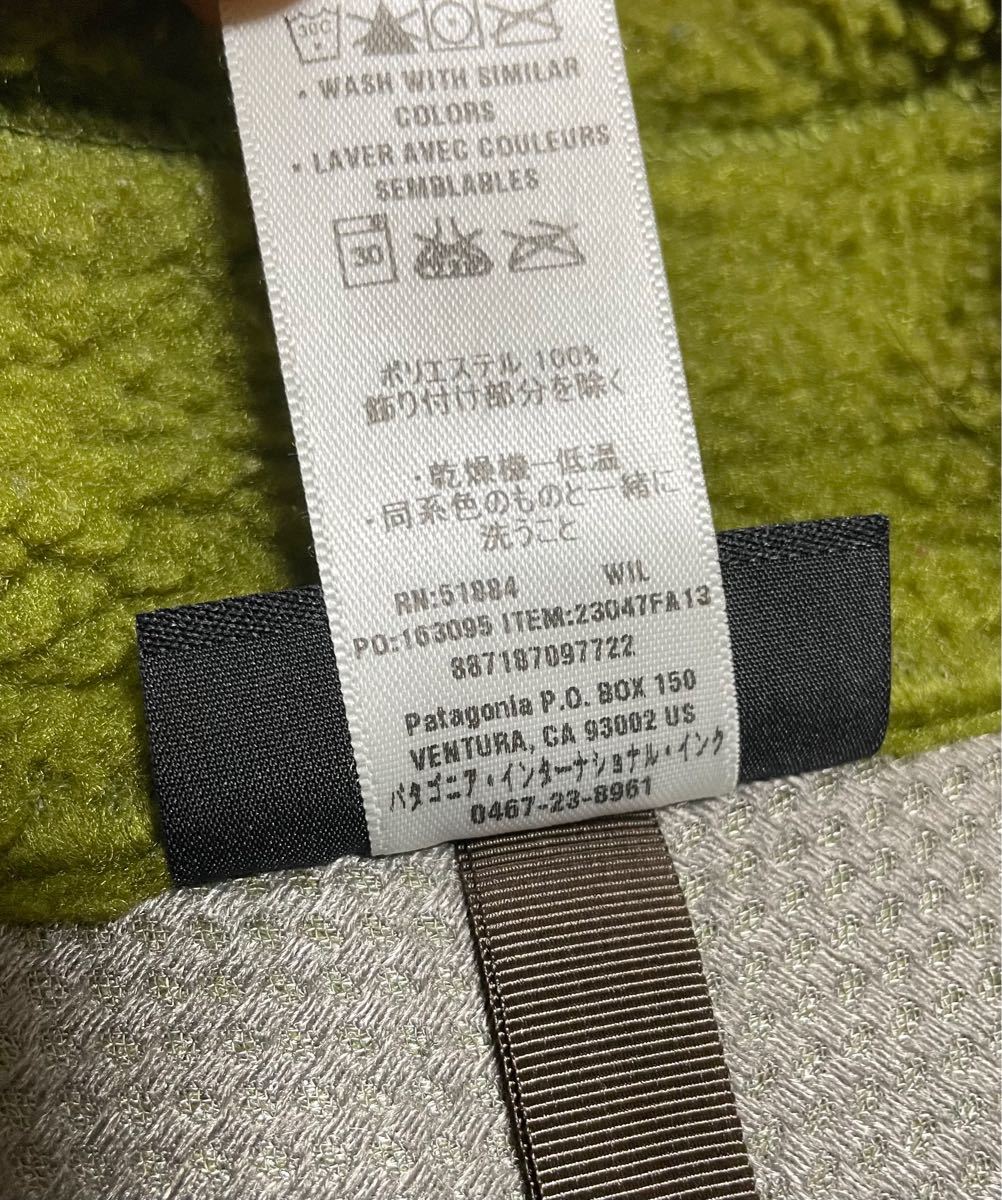 30°C
• WASH WITH SIMILAR
COLORS
• LAVER AVEC COULEURS
SEMBLABLES
30
ポリエステル 100%
飾り付け部分を除く
・乾燥機一低温
・同系色のものと一緒に
洗うこと
RN:51884 WIL
PO:163095 ITEM:23047FA13
887187097722
Patagonia P.O. BOX 150
VENTURA, CA 93002 US
パタゴニア・インターナショナル・インク
0467-23-8961